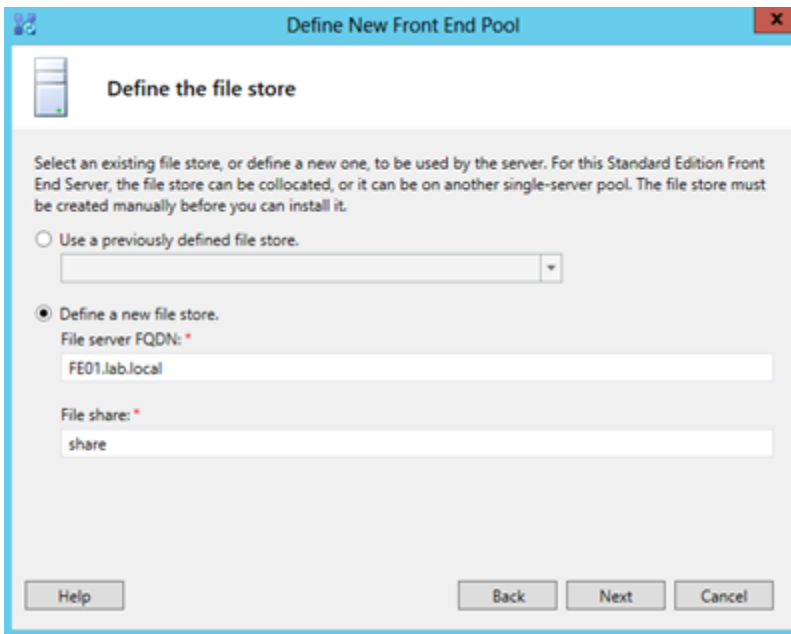 Define New Front End Pool
x
Define the file store
Select an existing file store, or define a new one, to be used by the server. For this Standard Edition Front
End Server, the file store can be collocated, or it can be on another single-server pool. The file store must
be created manually before you can install it.
Use a previously defined file store.
Define a new file store.
File server FQDN: *
FE01.lab.local
File share: *
share
Help Back Next Cancel